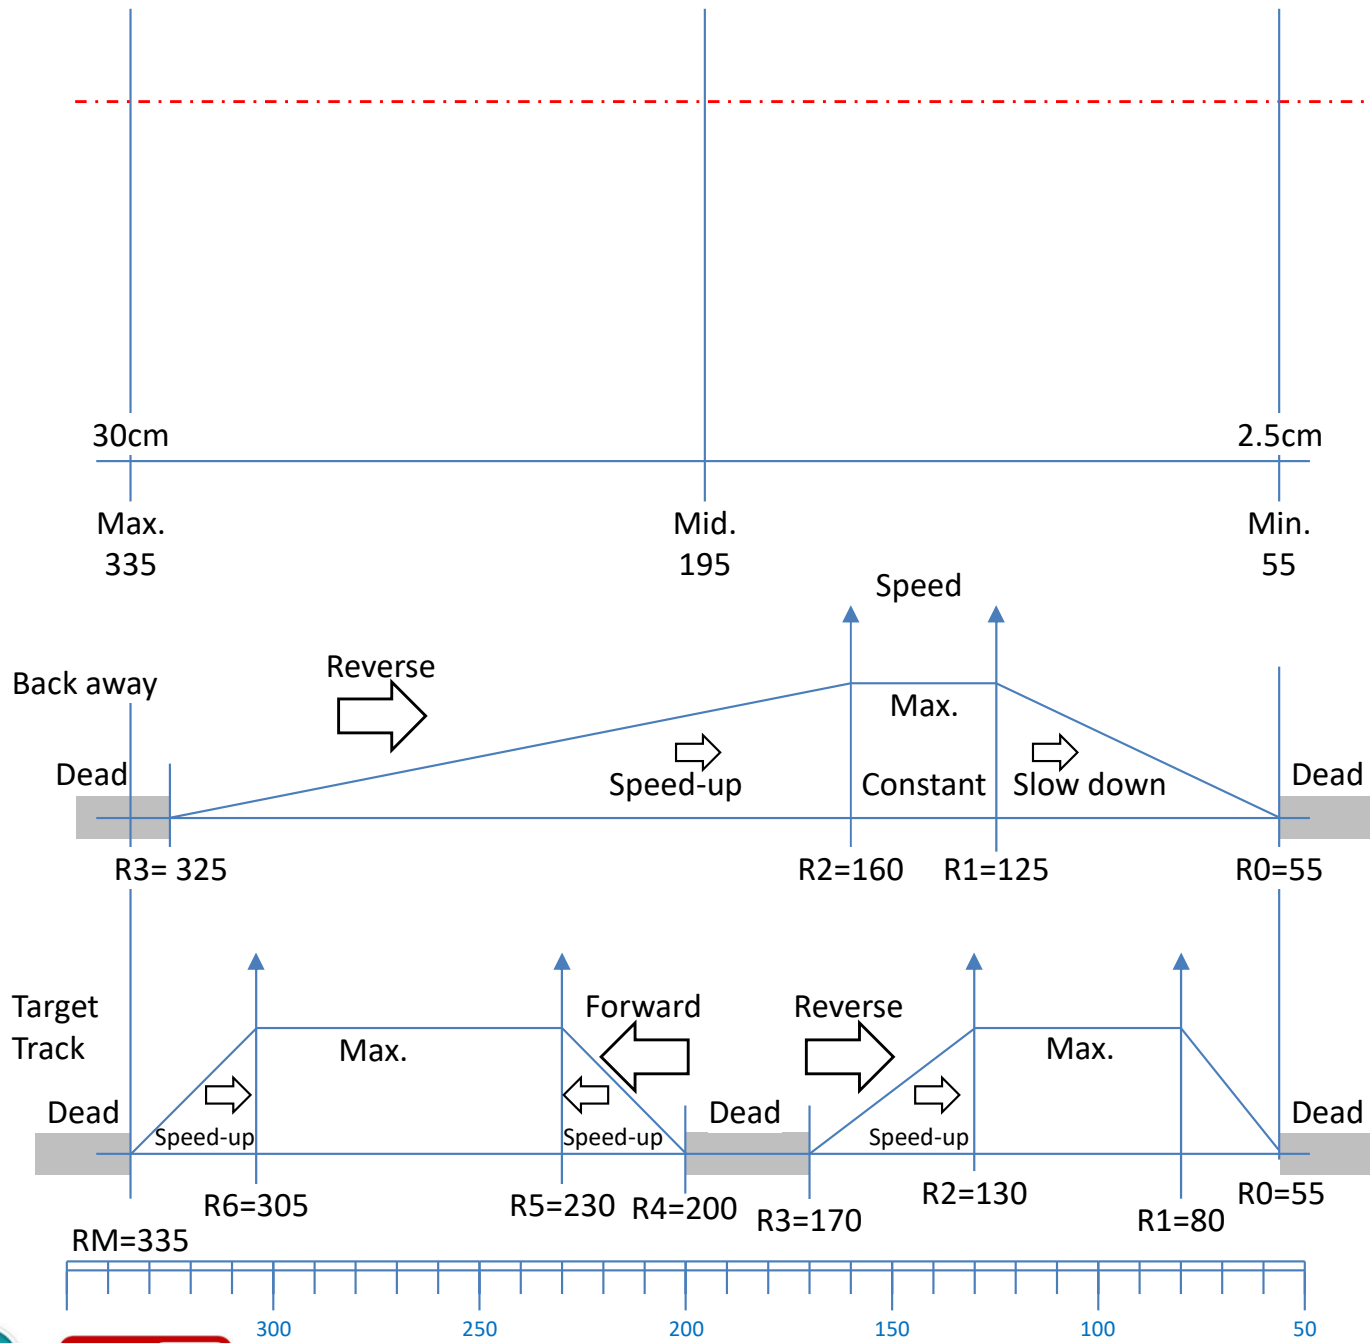 30cm
2.5cm
Max.
335
Mid.
195
Min.
55
Speed
Back away
Reverse
Max.
Dead
Speed-up
Constant
Slow down
Dead
R3= 325
R2=160
R1=125
R0=55
Target
Track
Forward
Reverse
Max.
Max.
Dead
Dead
Dead
Speed-up
Speed-up
Speed-up
R6=305
R5=230
R4=200
R3=170
R2=130
R1=80
R0=55
RM=335
300
250
200
150
100
50